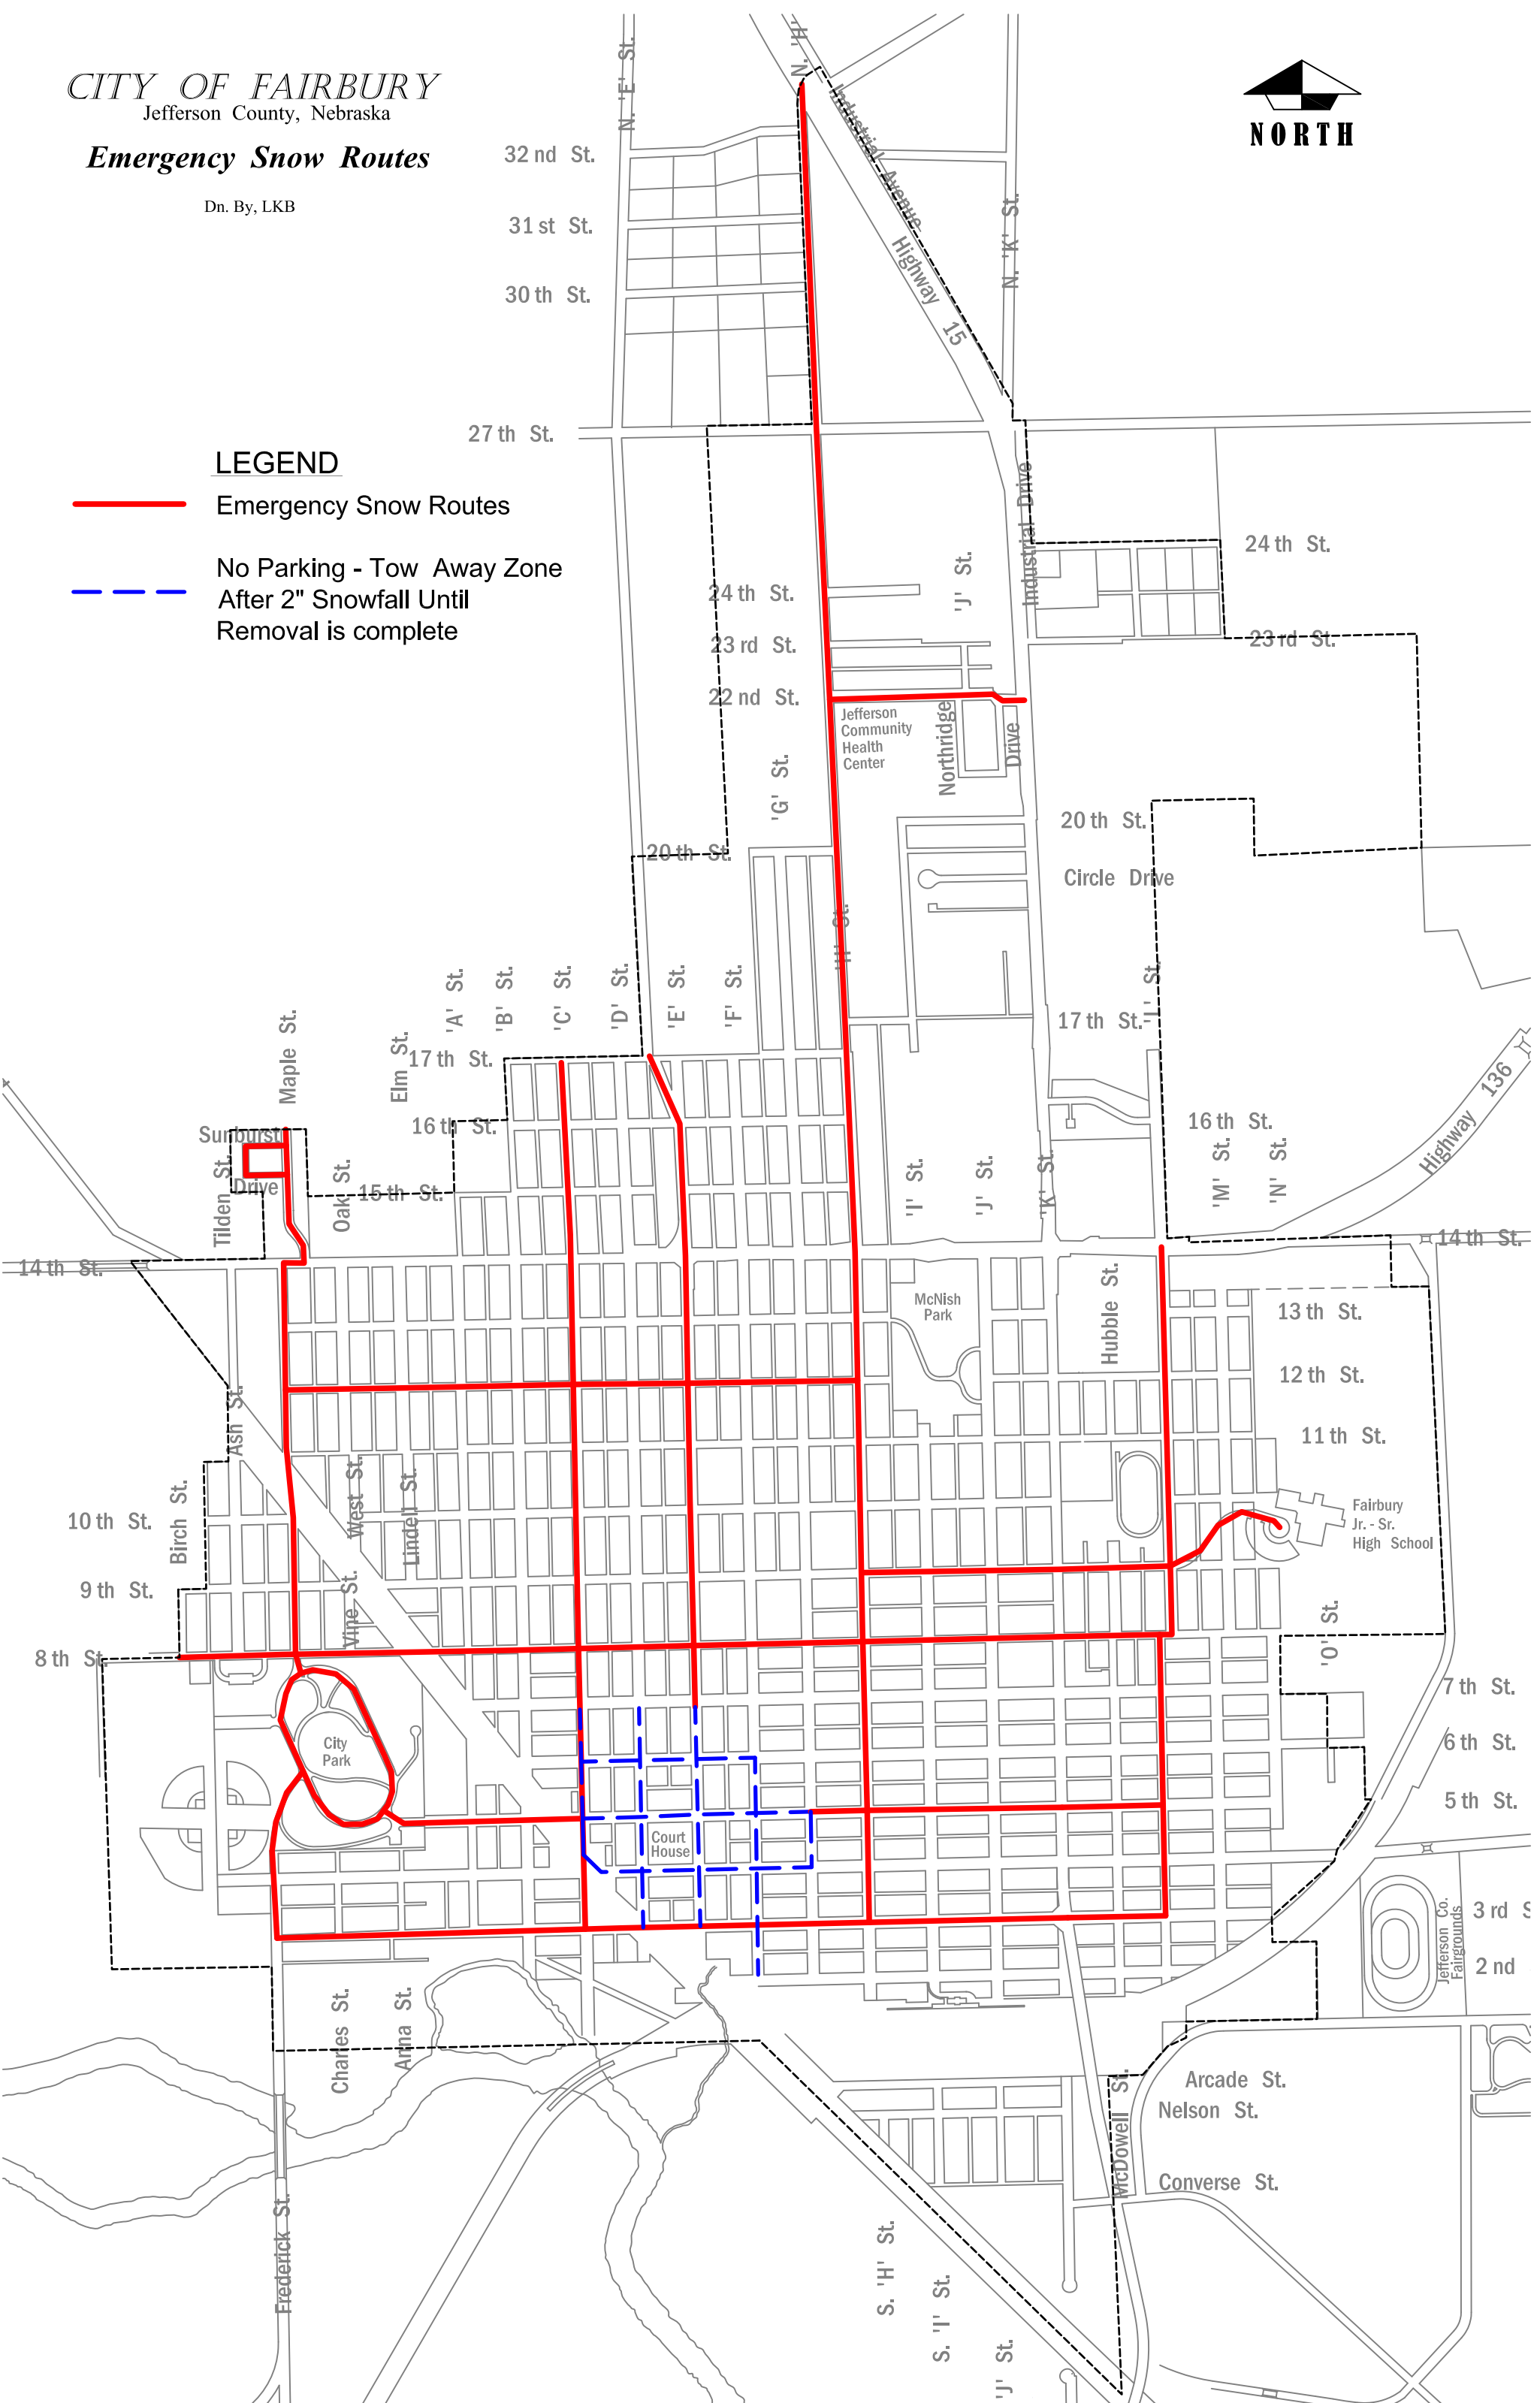 CITY OF FAIRBURY
Jefferson County, Nebraska
Emergency Snow Routes
Dn. By, LKB
NORTH
N. 'E' St.
N. 'H'
Industrial Avenue
Highway 15
N. 'K' St.
32 nd St.
31 st St.
30 th St.
27 th St.
LEGEND
Emergency Snow Routes
No Parking - Tow Away Zone
After 2" Snowfall Until
Removal is complete
Industrial Drive
'J' St.
24 th St.
24 th St.
23 rd St.
23 rd St.
22 nd St.
Jefferson
Community
Health
Center
Northridge
Drive
'G' St.
20 th St.
20 th St.
Circle Drive
'H' St.
'L' St.
17 th St.
Maple St.
Elm St.
'A' St.
'B' St.
'C' St.
'D' St.
'E' St.
'F' St.
17 th St.
16 th St.
16 th St.
Highway 136
Sunburst
Drive
Tilden St.
Oak St.
15 th St.
'I' St.
'J' St.
'K' St.
'M' St.
'N' St.
14 th St.
14 th St.
McNish
Park
Hubble St.
13 th St.
12 th St.
11 th St.
Ash St.
Birch St.
West St.
Lindell St.
Vine St.
10 th St.
9 th St.
8 th St.
Fairbury
Jr. - Sr.
High School
'O' St.
7 th St.
6 th St.
5 th St.
City
Park
Court
House
Jefferson Co.
Fairgrounds
3 rd S
2 nd
Charles St.
Anna St.
Frederick St.
McDowell St.
Arcade St.
Nelson St.
Converse St.
S. 'H' St.
S. 'I' St.
'J' St.